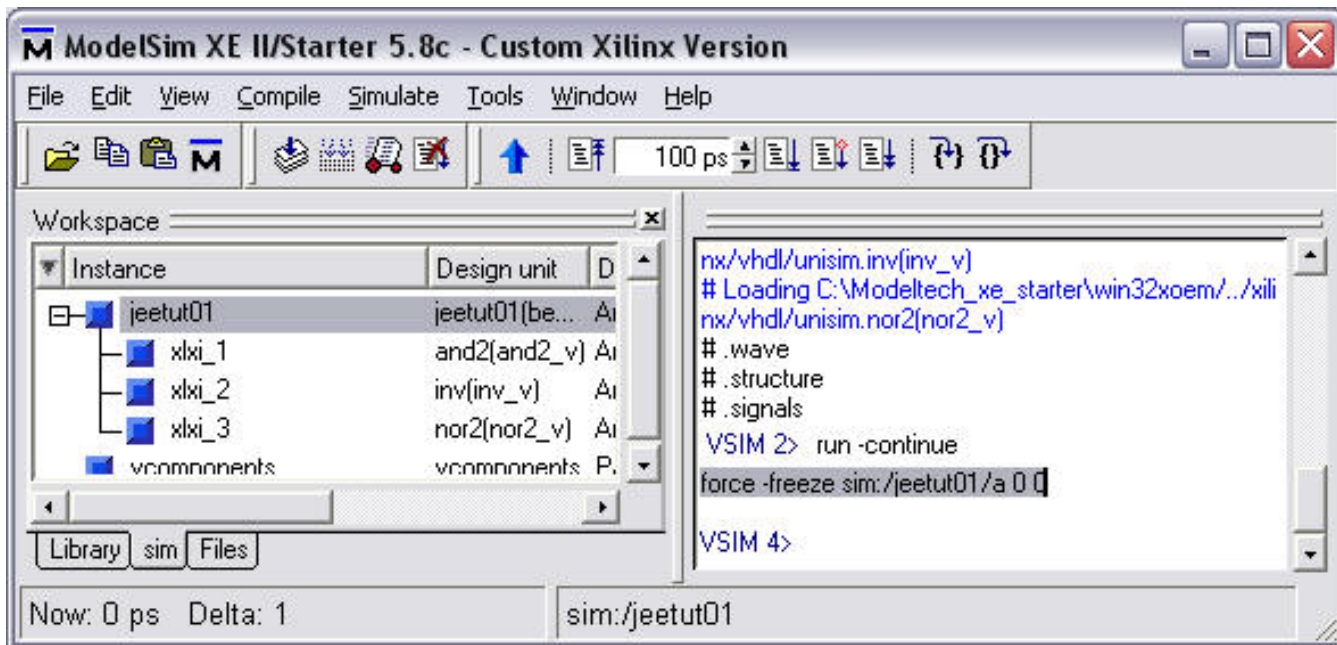 ModelSim XE II/Starter 5.8c - Custom Xilinx Version
File Edit View Compile Simulate Tools Window Help
M 100 ps
Workspace
Instance Design unit D
jeetut01 jeetut01(be... Ar
xlxi_1 and2(and2_v) Ar
xlxi_2 inv(inv_v) Ar
xlxi_3 nor2(nor2_v) Ar
vcomponents vcomponents P.
Library sim Files
nx/vhdl/unisim.inv(inv_v)
# Loading C:\Modeltech_xe_starter\win32xoem/../xili
nx/vhdl/unisim.nor2(nor2_v)
# .wave
# .structure
# .signals
VSIM 2> run -continue
force -freeze sim:/jeetut01/a 0 0
VSIM 4>
Now: 0 ps Delta: 1 sim:/jeetut01